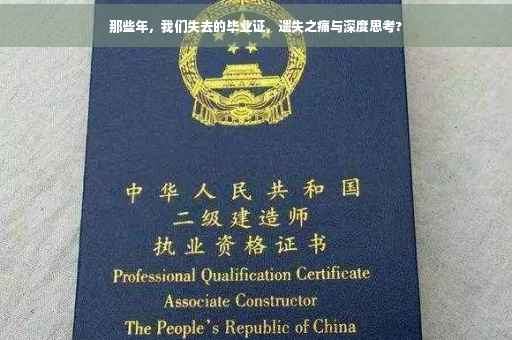 那些年，我们失去的毕业证，遗失之痛与深度思考?
中华人民共和国
二级建造师
执业资格证书
Professional Qualification Certificate
Associate Constructor
The People's Republic of China